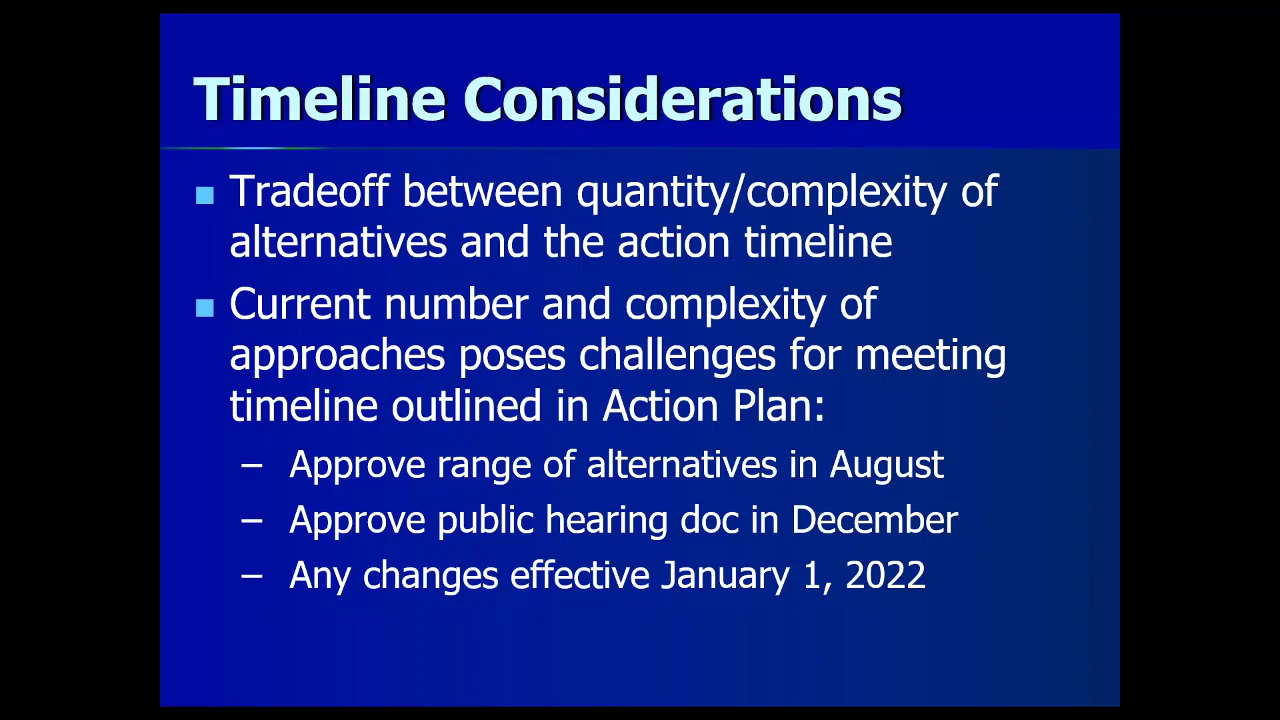 Timeline Considerations
Tradeoff between quantity/complexity of
alternatives and the action timeline
Current number and complexity of
approaches poses challenges for meeting
timeline outlined in Action Plan:
– Approve range of alternatives in August
– Approve public hearing doc in December
– Any changes effective January 1, 2022